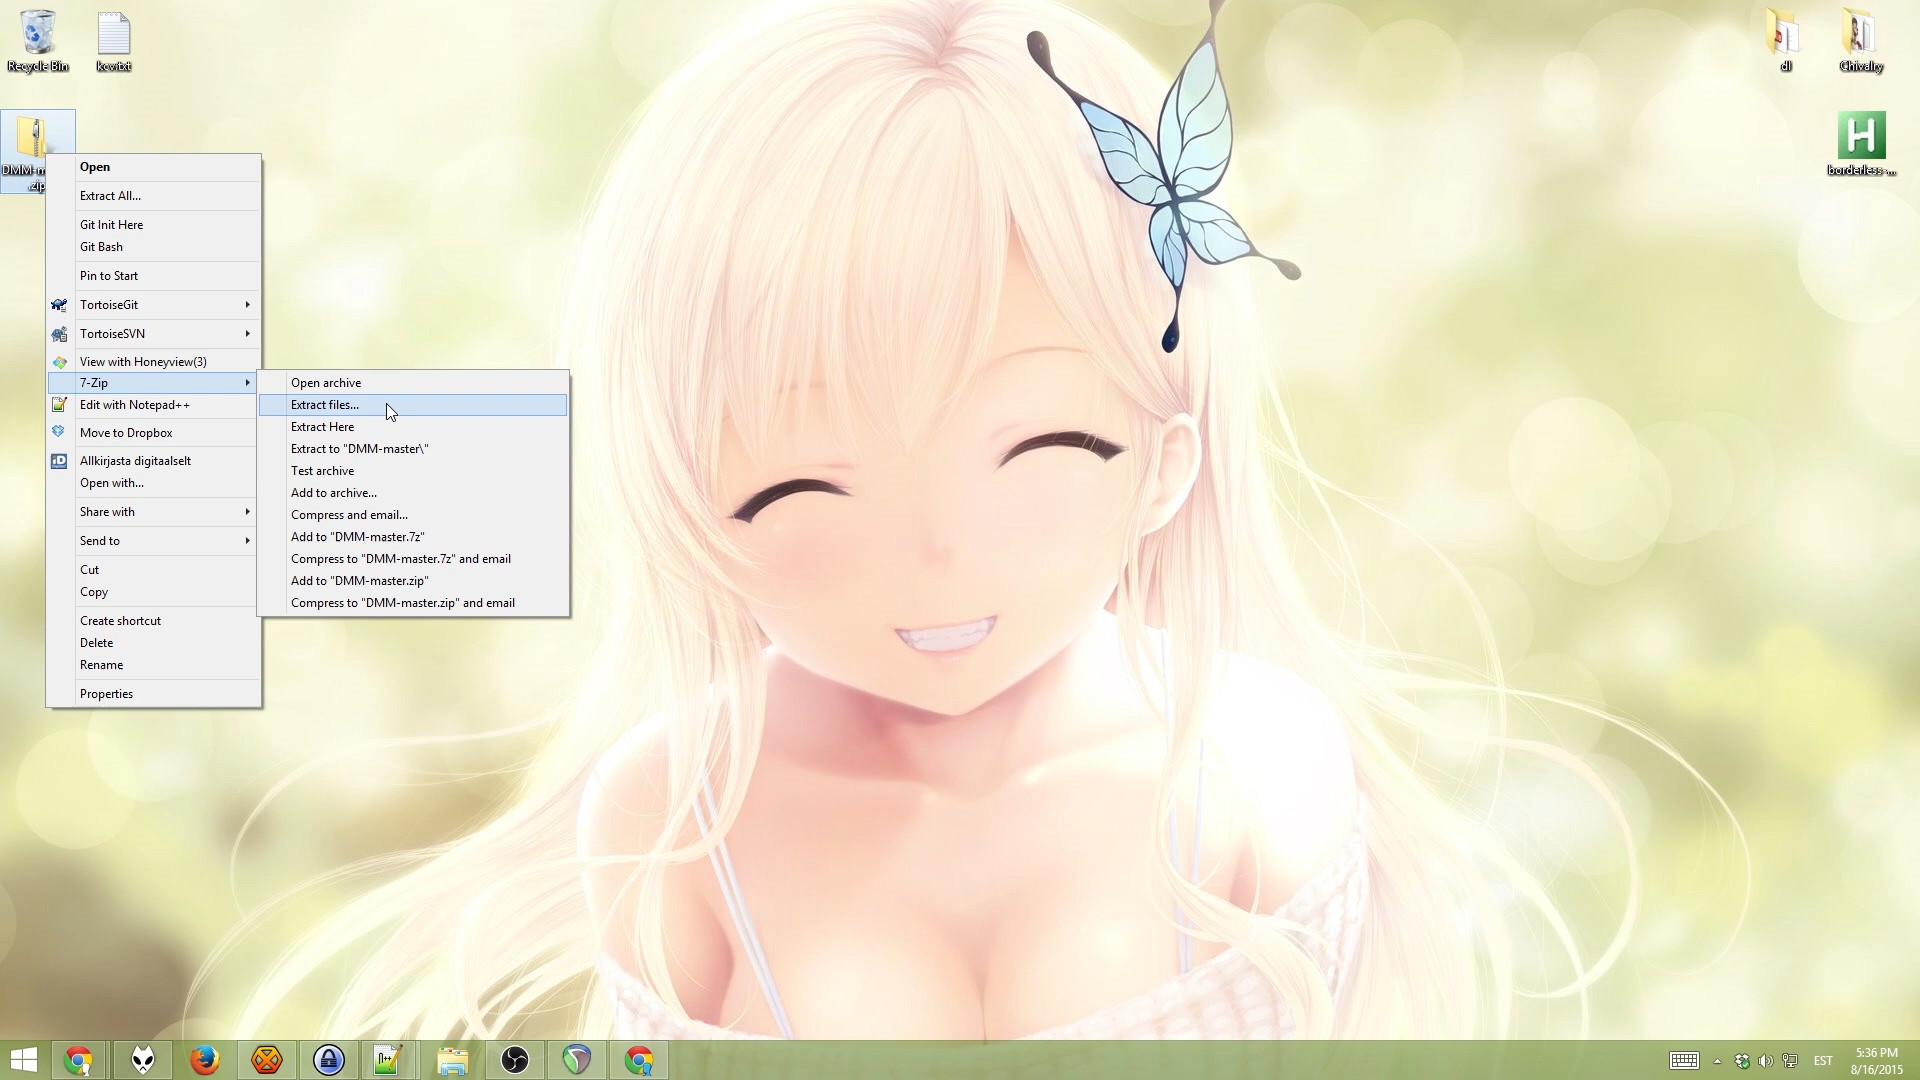 Recycle Bin
kcv.txt
dl
Chivalry
.zip
borderless-...
Open
Extract All...
Git Init Here
Git Bash
Pin to Start
TortoiseGit
TortoiseSVN
View with Honeyview(3)
7-Zip
Edit with Notepad++
Move to Dropbox
Allkirjasta digitaalselt
Open with...
Share with
Send to
Cut
Copy
Create shortcut
Delete
Rename
Properties
Open archive
Extract files...
Extract Here
Extract to "DMM-master\"
Test archive
Add to archive...
Compress and email...
Add to "DMM-master.7z"
Compress to "DMM-master.7z" and email
Add to "DMM-master.zip"
Compress to "DMM-master.zip" and email
EST
5:36 PM
8/16/2015